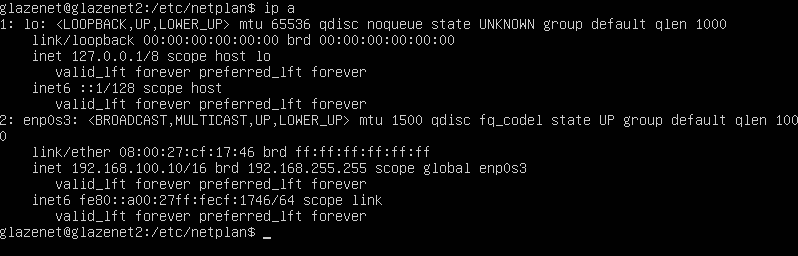 glazenet@glazenet2:/etc/netplan$ ip a
1: lo: <LOOPBACK,UP,LOWER_UP> mtu 65536 qdisc noqueue state UNKNOWN group default qlen 1000
    link/loopback 00:00:00:00:00:00 brd 00:00:00:00:00:00
    inet 127.0.0.1/8 scope host lo
       valid_lft forever preferred_lft forever
    inet6 ::1/128 scope host
       valid_lft forever preferred_lft forever
2: enp0s3: <BROADCAST,MULTICAST,UP,LOWER_UP> mtu 1500 qdisc fq_codel state UP group default qlen 100
0
    link/ether 08:00:27:cf:17:46 brd ff:ff:ff:ff:ff:ff
    inet 192.168.100.10/16 brd 192.168.255.255 scope global enp0s3
       valid_lft forever preferred_lft forever
    inet6 fe80::a00:27ff:fecf:1746/64 scope link
       valid_lft forever preferred_lft forever
glazenet@glazenet2:/etc/netplan$ _